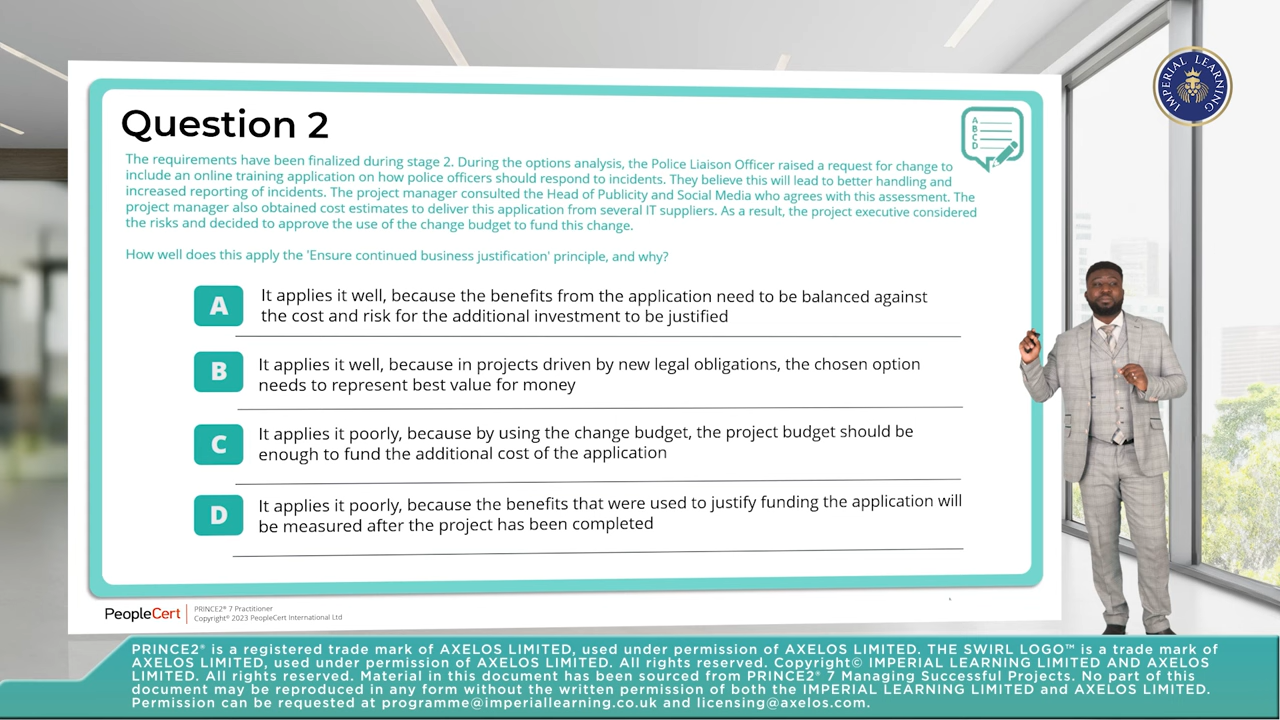 IMPERIAL LEARNING
Question 2
A
B
C
D
The requirements have been finalized during stage 2. During the options analysis, the Police Liaison Officer raised a request for change to
include an online training application on how police officers should respond to incidents. They believe this will lead to better handling and
increased reporting of incidents. The project manager consulted the Head of Publicity and Social Media who agrees with this assessment. The
project manager also obtained cost estimates to deliver this application from several IT suppliers. As a result, the project executive considered
the risks and decided to approve the use of the change budget to fund this change.
How well does this apply the 'Ensure continued business justification' principle, and why?
A
It applies it well, because the benefits from the application need to be balanced against
the cost and risk for the additional investment to be justified
B
It applies it well, because in projects driven by new legal obligations, the chosen option
needs to represent best value for money
C
It applies it poorly, because by using the change budget, the project budget should be
enough to fund the additional cost of the application
D
It applies it poorly, because the benefits that were used to justify funding the application will
be measured after the project has been completed
PeopleCert
PRINCE2® 7 Practitioner
Copyright® 2023 PeopleCert International Ltd
PRINCE2® is a registered trade mark of AXELOS LIMITED, used under permission of AXELOS LIMITED. THE SWIRL LOGO™ is a trade mark of
AXELOS LIMITED, used under permission of AXELOS LIMITED. All rights reserved. Copyright© IMPERIAL LEARNING LIMITED AND AXELOS
LIMITED. All rights reserved. Material in this document has been sourced from PRINCE2® 7 Managing Successful Projects. No part of this
document may be reproduced in any form without the written permission of both the IMPERIAL LEARNING LIMITED and AXELOS LIMITED.
Permission can be requested at programme@imperiallearning.co.uk and licensing@axelos.com.